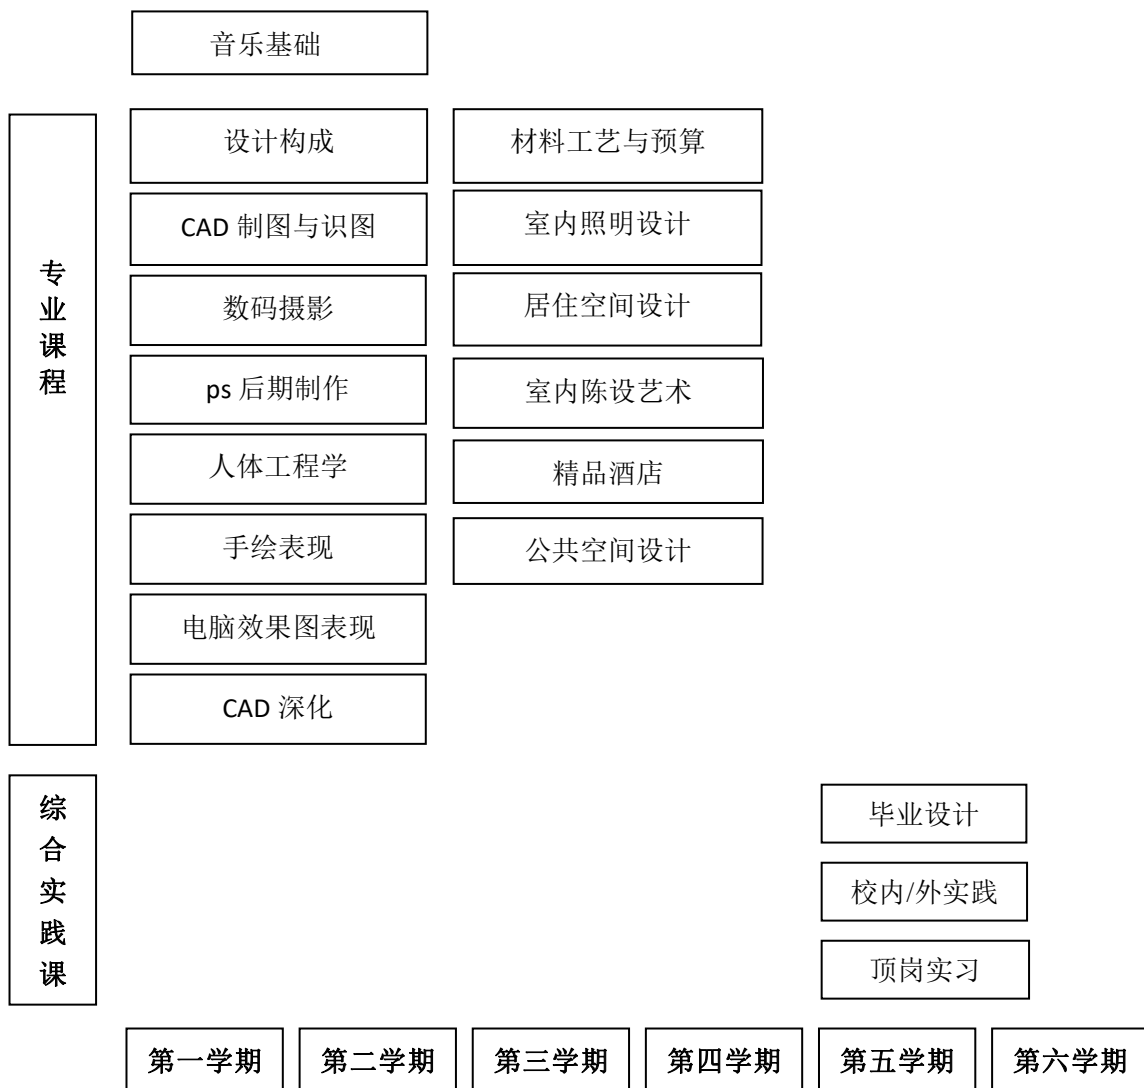 音乐基础
专业课程
设计构成
材料工艺与预算
CAD 制图与识图
室内照明设计
数码摄影
居住空间设计
ps 后期制作
室内陈设艺术
人体工程学
精品酒店
手绘表现
公共空间设计
电脑效果图表现
CAD 深化
综合实践课
毕业设计
校内/外实践
顶岗实习
第一学期
第二学期
第三学期
第四学期
第五学期
第六学期